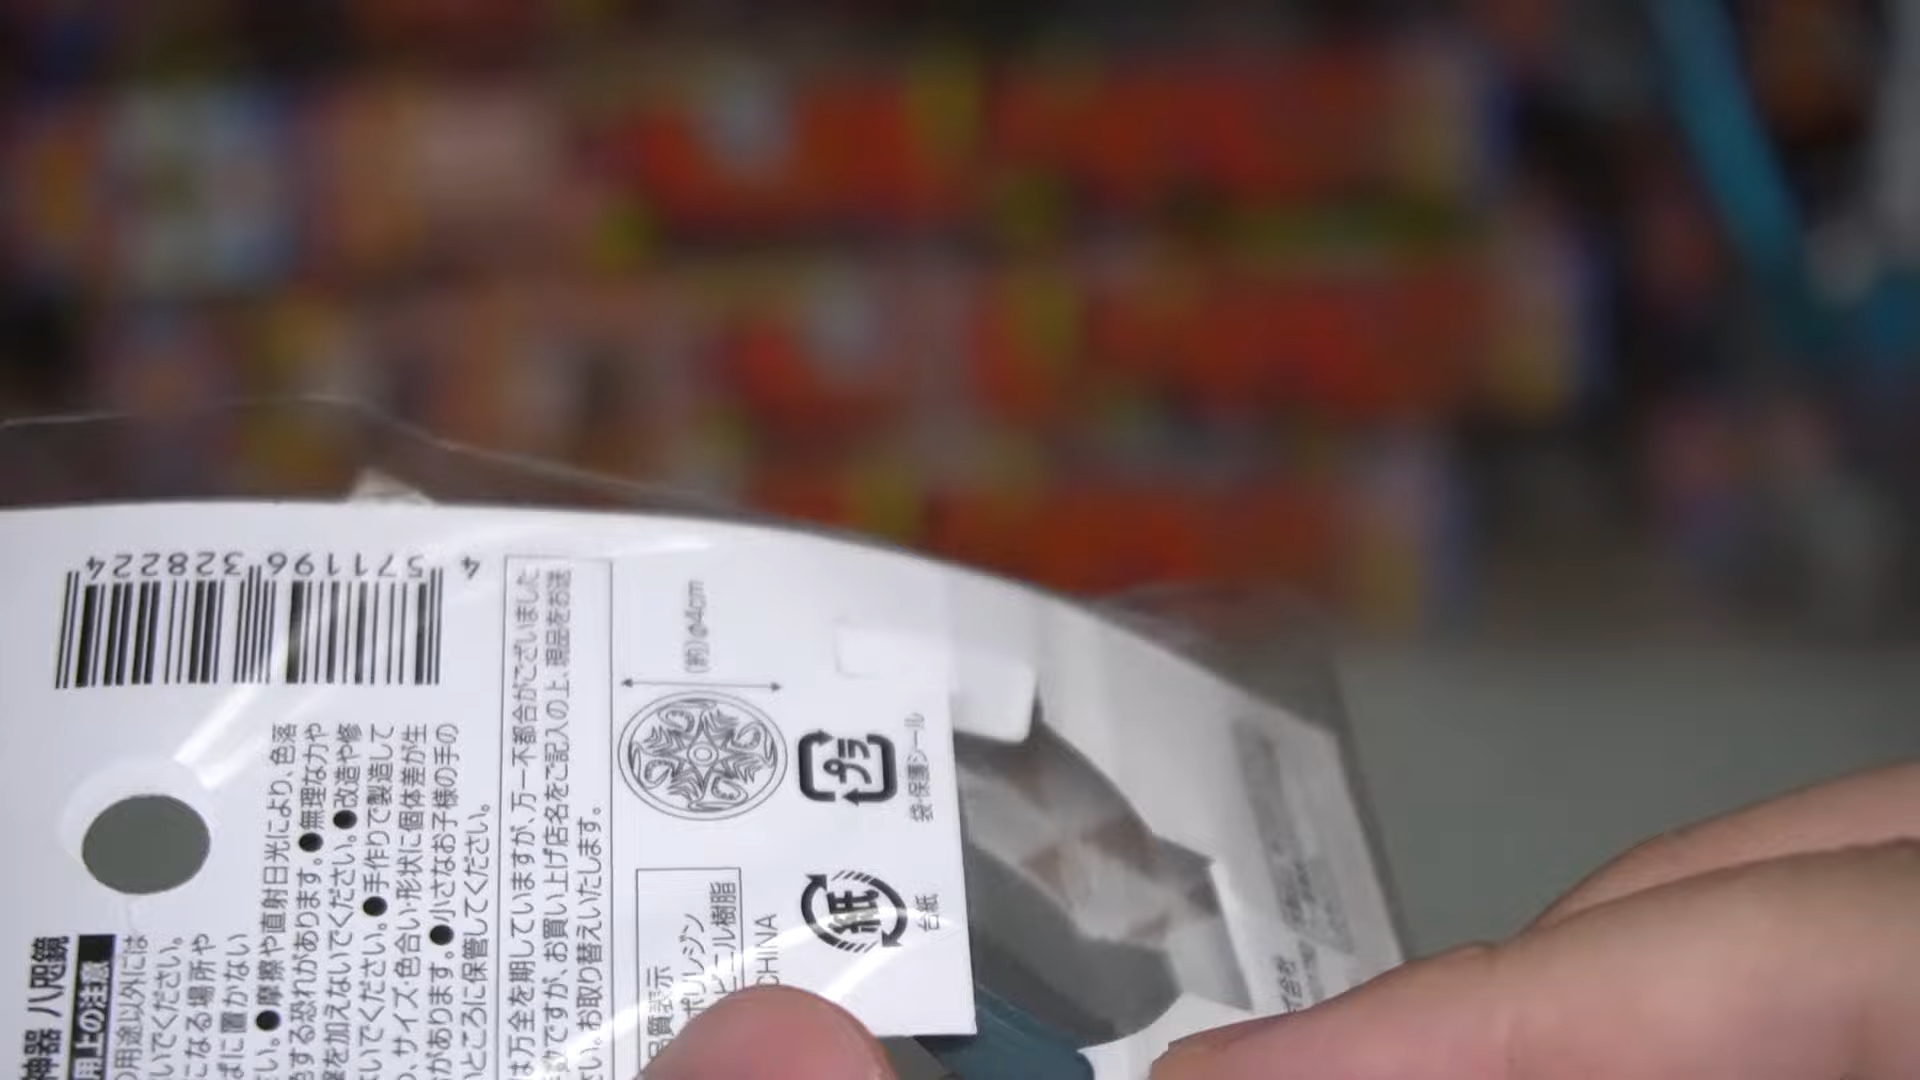 4 571196 328224
神器 八咫鏡
用上の注意
の用途以外には
いでください。
になる場所や
ばに置かない
さい。●摩擦や直射日光により、色落
色する恐れがあります。●無理な力や
撃を加えないでください。●改造や修
ないでください。●手作りで製造して
、サイズ・色合い・形状に個体差が生
があります。●小さなお子様の手の
いところに保管してください。
は万全を期していますが、万一不都合がございました
ですが、お買い上げ店名をご記入の上、現品をお送
さい。お取り替えいたします。
(約)φ4cm
品質表示
ポリレジン
ビニル樹脂
CHINA
プラ
袋・保護シール
紙
台紙